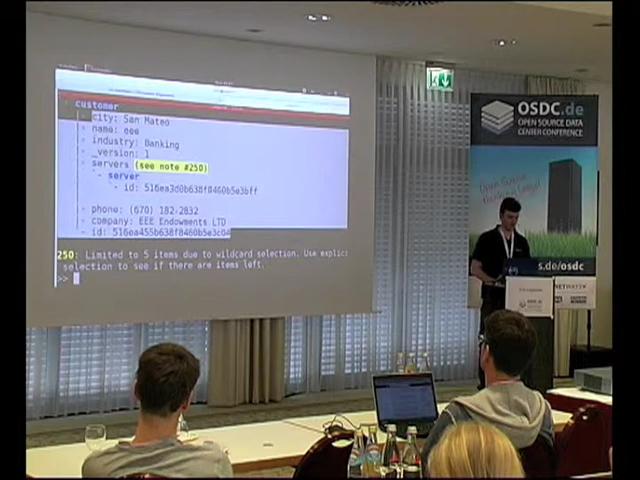 customer
- city: San Mateo
- name: eee
- industry: Banking
- _version: 1
- servers (see note #250)
- server
- id: 516ea3d0b638f8460b5e3bff
- phone: (670) 182-2832
- company: EEE Endowments LTD
- id: 516ea455b638f8460b5e3c04
250: Limited to 5 items due to wildcard selection. Use explic
selection to see if there are items left.
>>
OSDC.de
OPEN SOURCE DATA
CENTER CONFERENCE
s.de/osdc